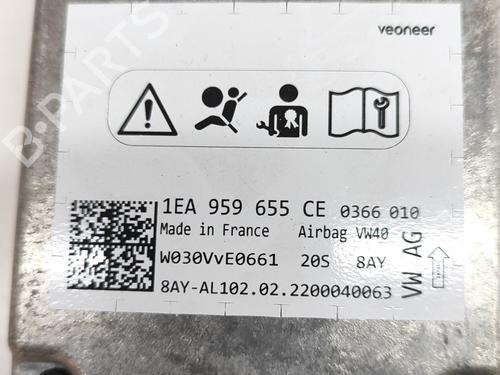 veoneer
1EA 959 655 CE 0366 010
Made in France Airbag VW40
W030VvE0661 20S 8AY
8AY-AL102.02.2200040063
VW AG
B-PARTS